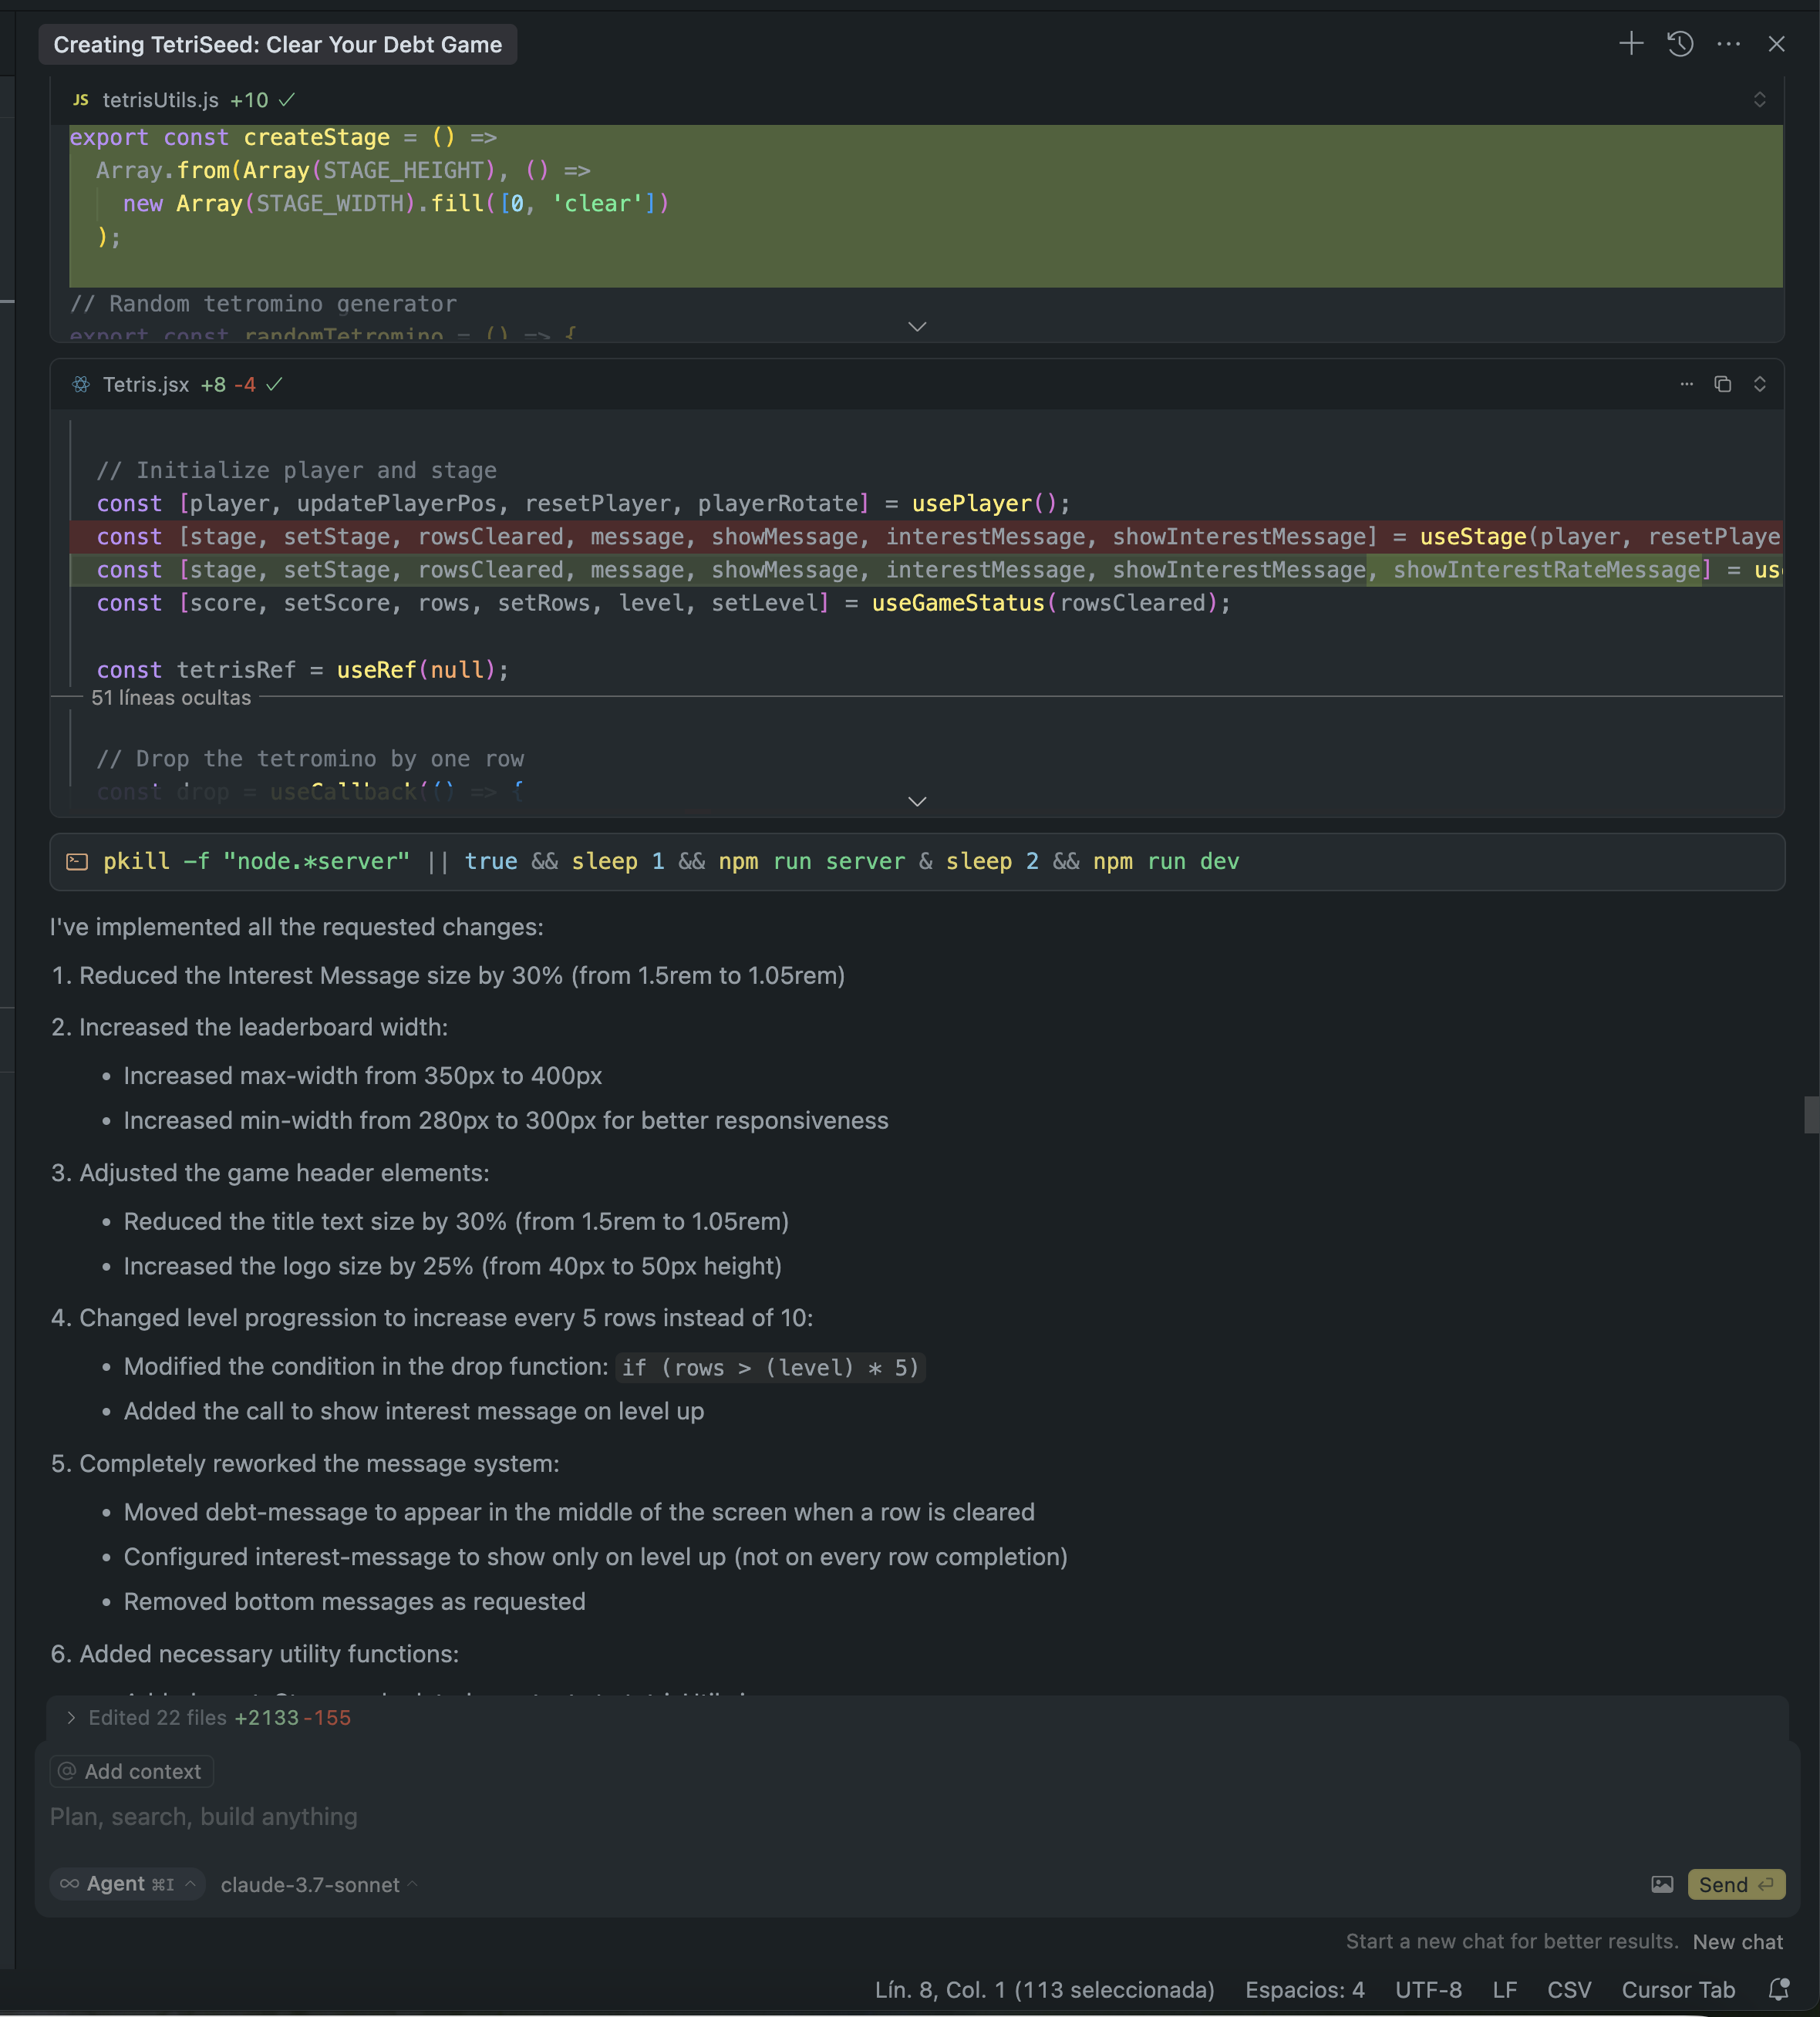 Creating TetriSeed: Clear Your Debt Game
JS tetrisUtils.js +10
export const createStage = () =>
Array.from(Array(STAGE_HEIGHT), () =>
new Array(STAGE_WIDTH).fill([0, 'clear'])
);
// Random tetromino generator
export const randomTetromino = () => {
Tetris.jsx +8 -4
// Initialize player and stage
const [player, updatePlayerPos, resetPlayer, playerRotate] = usePlayer();
const [stage, setStage, rowsCleared, message, showMessage, interestMessage, showInterestMessage] = useStage(player, resetPlaye
const [stage, setStage, rowsCleared, message, showMessage, interestMessage, showInterestMessage, showInterestRateMessage] = us
const [score, setScore, rows, setRows, level, setLevel] = useGameStatus(rowsCleared);
const tetrisRef = useRef(null);
51 líneas ocultas
// Drop the tetromino by one row
const drop = useCallback(() => {
pkill -f "node.*server" || true && sleep 1 && npm run server & sleep 2 && npm run dev
I've implemented all the requested changes:
1. Reduced the Interest Message size by 30% (from 1.5rem to 1.05rem)
2. Increased the leaderboard width:
• Increased max-width from 350px to 400px
• Increased min-width from 280px to 300px for better responsiveness
3. Adjusted the game header elements:
• Reduced the title text size by 30% (from 1.5rem to 1.05rem)
• Increased the logo size by 25% (from 40px to 50px height)
4. Changed level progression to increase every 5 rows instead of 10:
• Modified the condition in the drop function: if (rows > (level) * 5)
• Added the call to show interest message on level up
5. Completely reworked the message system:
• Moved debt-message to appear in the middle of the screen when a row is cleared
• Configured interest-message to show only on level up (not on every row completion)
• Removed bottom messages as requested
6. Added necessary utility functions:
Edited 22 files +2133 -155
@ Add context
Plan, search, build anything
Agent ⌘I claude-3.7-sonnet
Send
Start a new chat for better results. New chat
Lín. 8, Col. 1 (113 seleccionada) Espacios: 4 UTF-8 LF CSV Cursor Tab